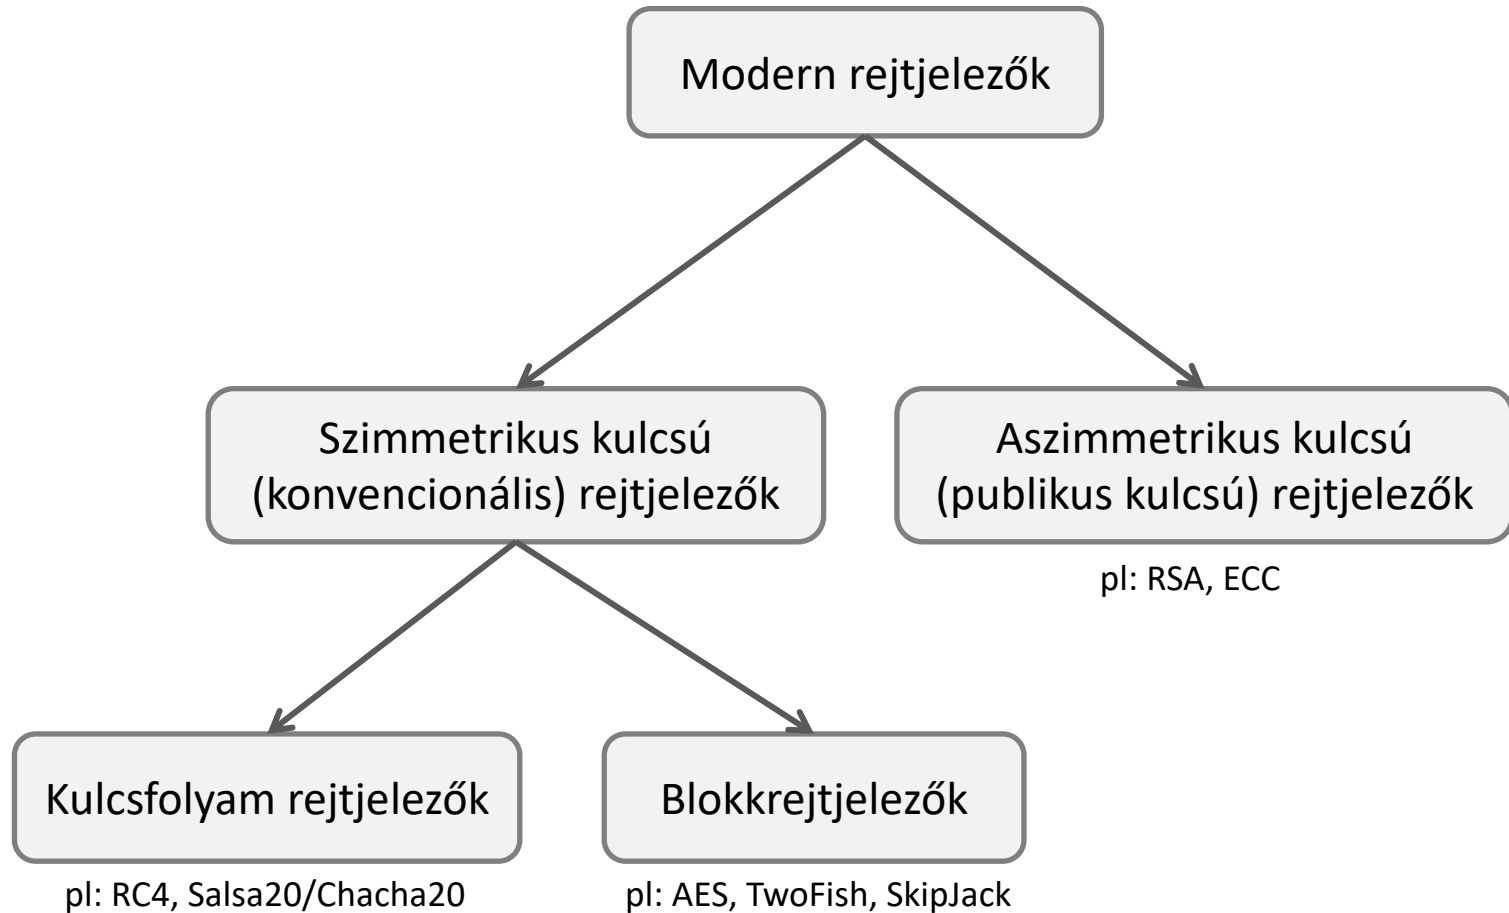 Modern rejtjelezők
Szimmetrikus kulcsú
(konvencionális) rejtjelezők
Aszimmetrikus kulcsú
(publikus kulcsú) rejtjelezők
pl: RSA, ECC
Kulcsfolyam rejtjelezők
pl: RC4, Salsa20/Chacha20
Blokkrejtjelezők
pl: AES, TwoFish, SkipJack